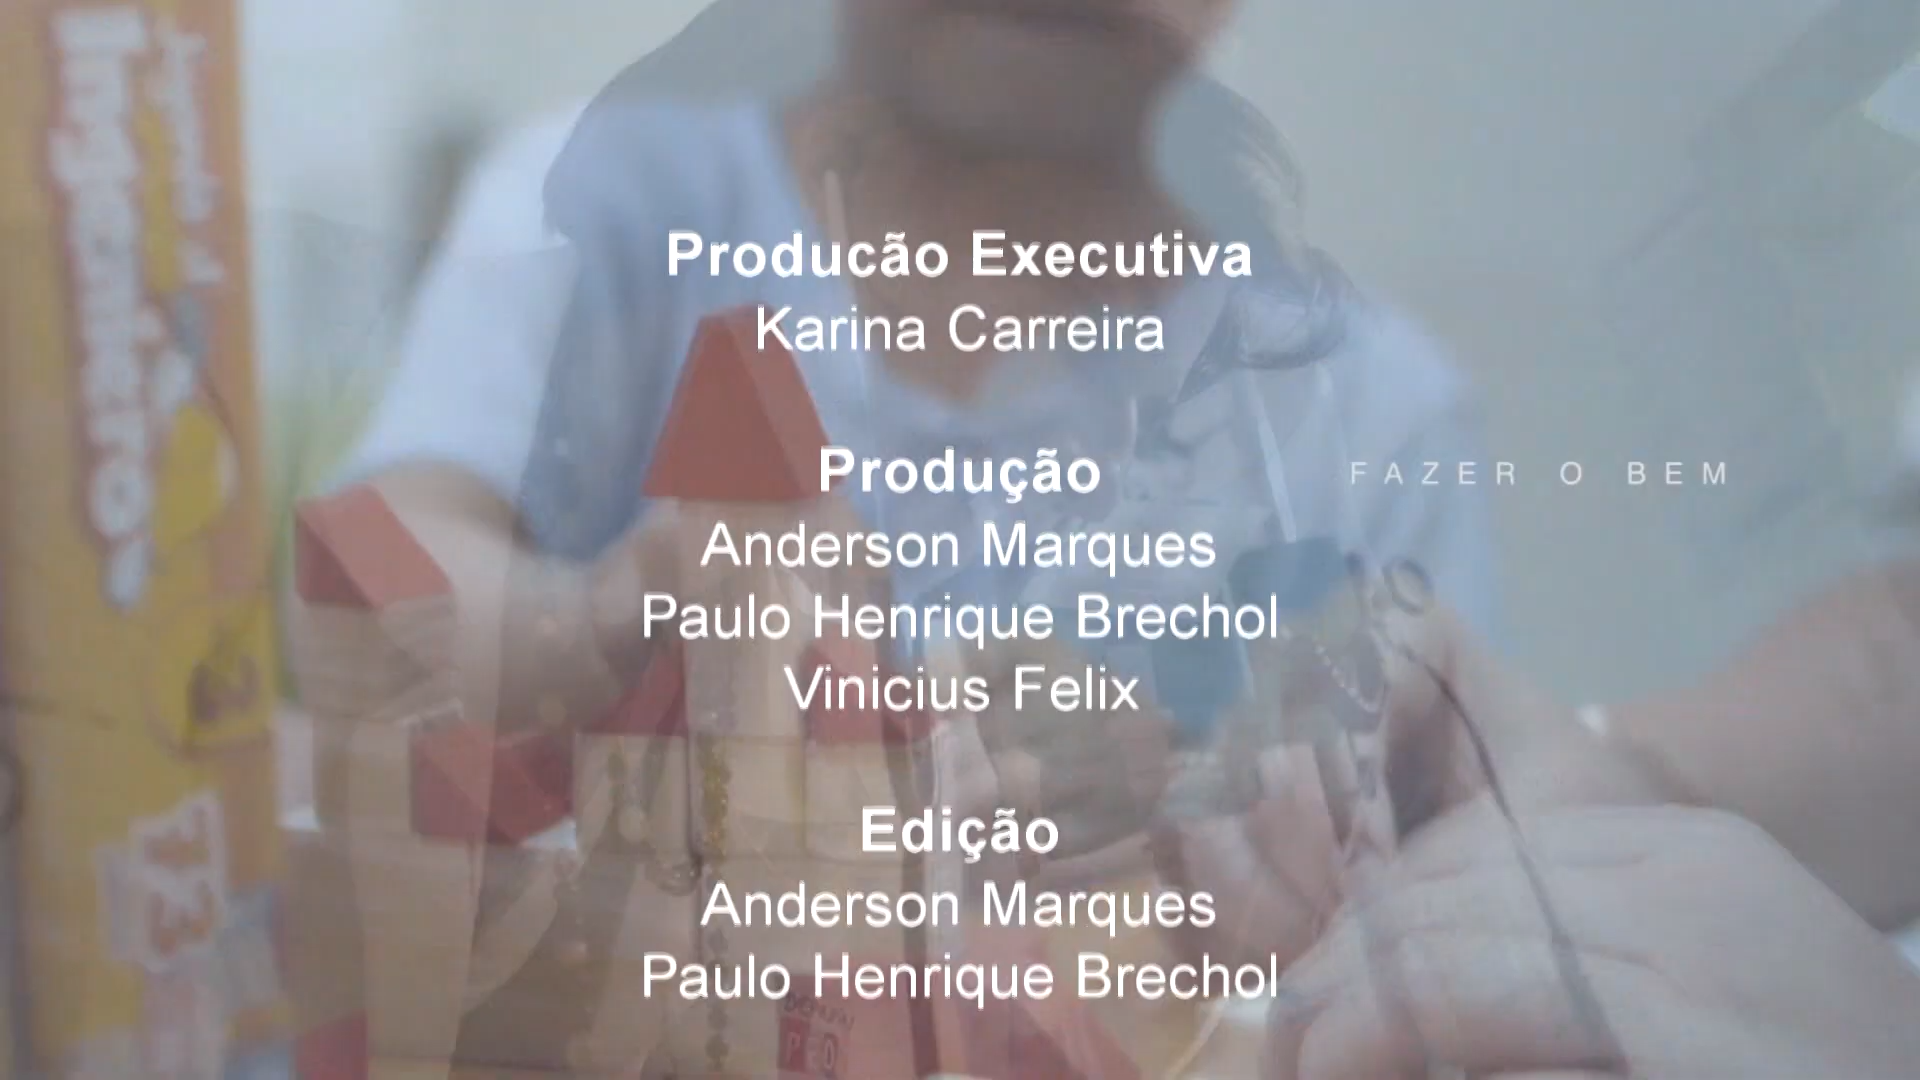 Producão Executiva
Karina Carreira
Produção
Anderson Marques
Paulo Henrique Brechol
Vinicius Felix
FAZER O BEM
Edição
Anderson Marques
Paulo Henrique Brechol
Engenheiro